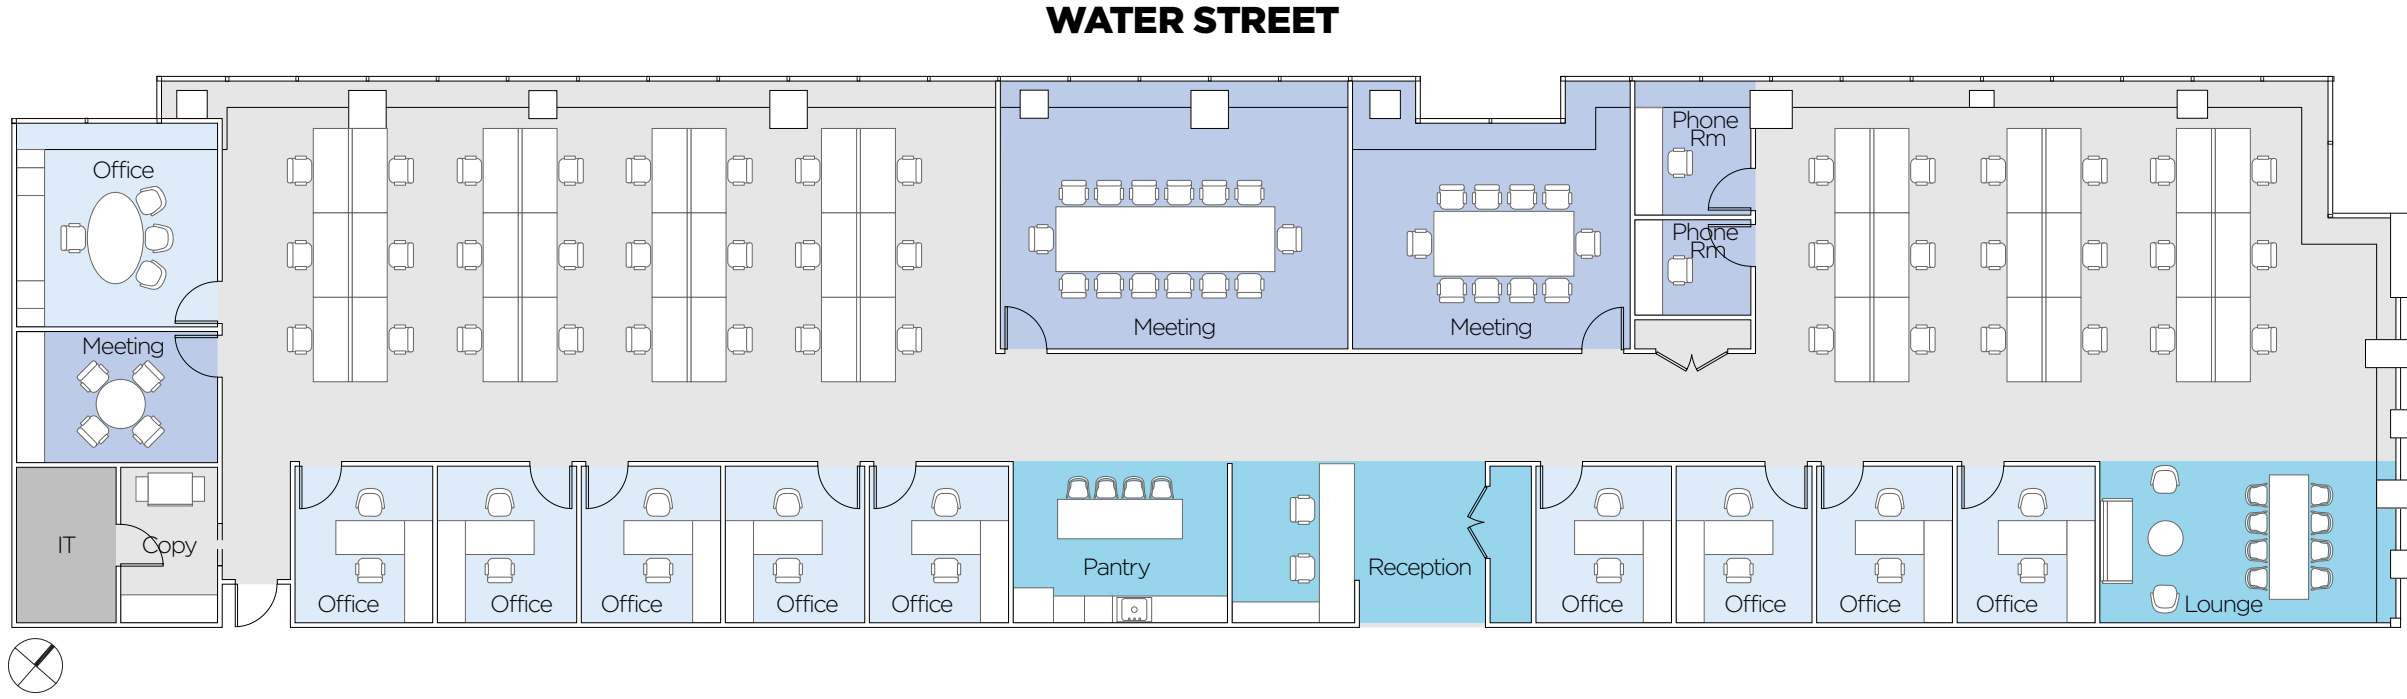 WATER STREET
Office
Meeting
IT
Copy
Office
Office
Office
Office
Office
Meeting
Meeting
Phone
Rm
Phone
Rm
Pantry
Reception
Office
Office
Office
Office
Lounge